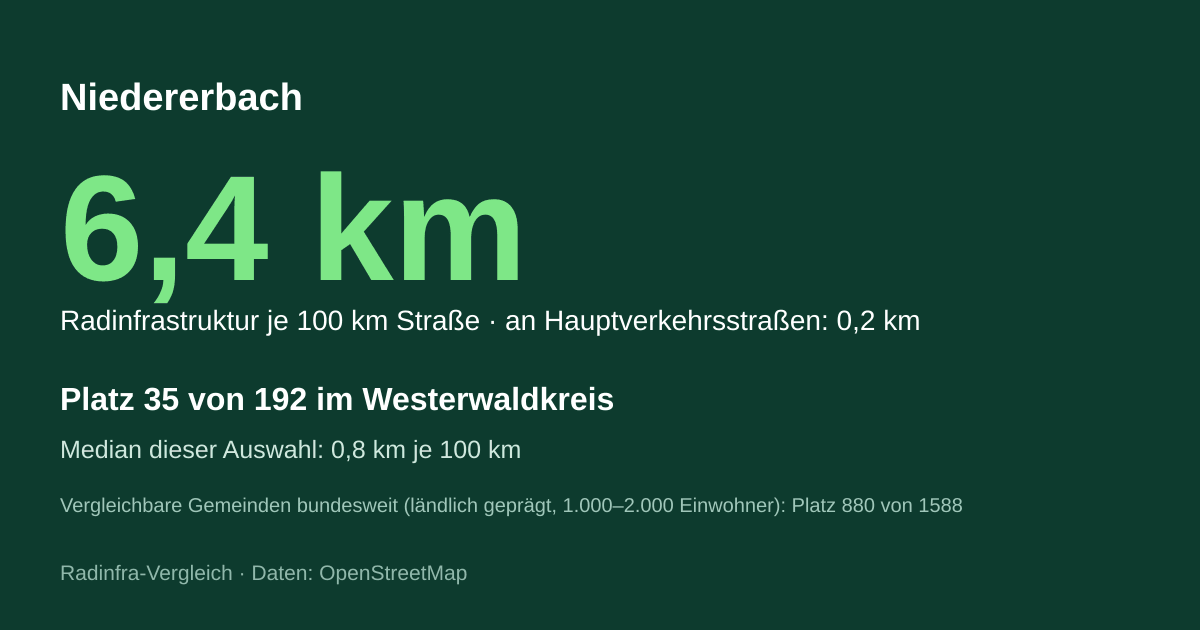 Niedererbach
6,4 km
Radinfrastruktur je 100 km Straße · an Hauptverkehrsstraßen: 0,2 km
Platz 35 von 192 im Westerwaldkreis
Median dieser Auswahl: 0,8 km je 100 km
Vergleichbare Gemeinden bundesweit (ländlich geprägt, 1.000–2.000 Einwohner): Platz 880 von 1588
Radinfra-Vergleich · Daten: OpenStreetMap